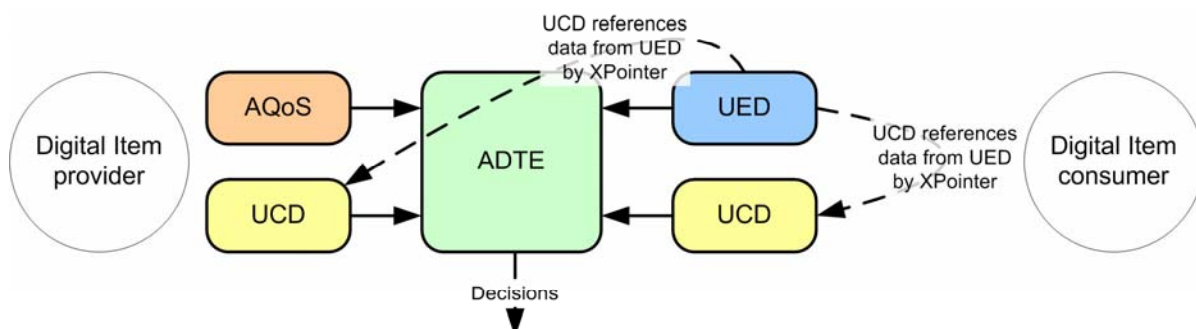 UCD references
data from UED
by XPointer
AQoS
UED
UCD references
data from UED
by XPointer
Digital Item
provider
ADTE
Digital Item
consumer
UCD
UCD
Decisions